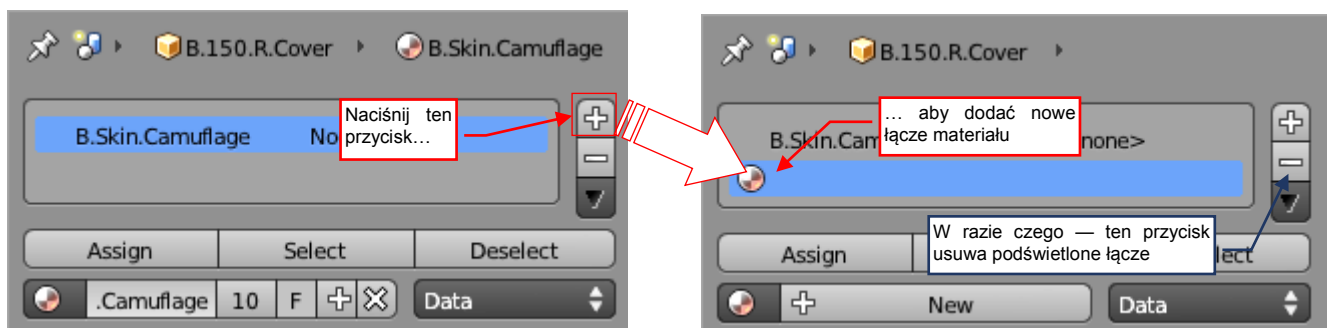 B.150.R.Cover B.Skin.Camuflage
Naciśnij ten
przycisk…
B.Skin.Camuflage No
Assign Select Deselect
.Camuflage 10 F Data
B.150.R.Cover
… aby dodać nowe
łącze materiału
B.Skin.Cam none>
W razie czego — ten przycisk
usuwa podświetlone łącze
Assign lect
New Data